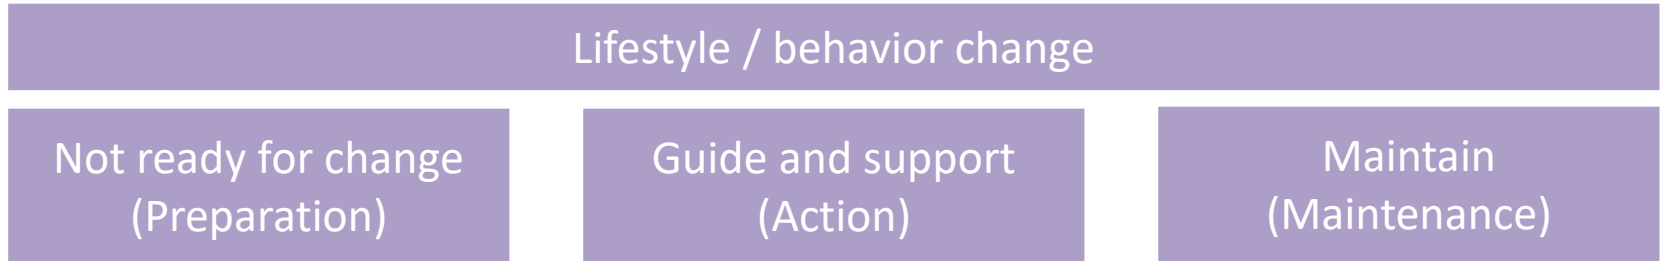 Lifestyle / behavior change
Not ready for change
(Preparation)
Guide and support
(Action)
Maintain
(Maintenance)